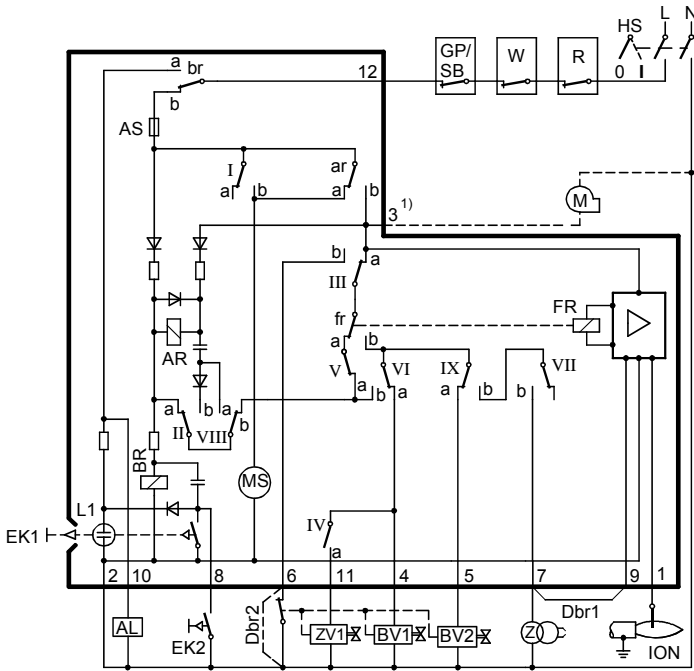 L N
HS
GP/
SB
W
R
0 I
a
br
12
b
AS
I
ar
a b
a b
3 1)
M
b a
III
fr
FR
AR
a b
V
VI
IX
VII
b a
a b
b a
a b a
b
II VIII
BR
MS
L1
EK1
IV
a
2 10 8 6 11 4 5 7 9 1
Dbr1
AL
EK2
Dbr2
ZV1
BV1
BV2
Z
ION